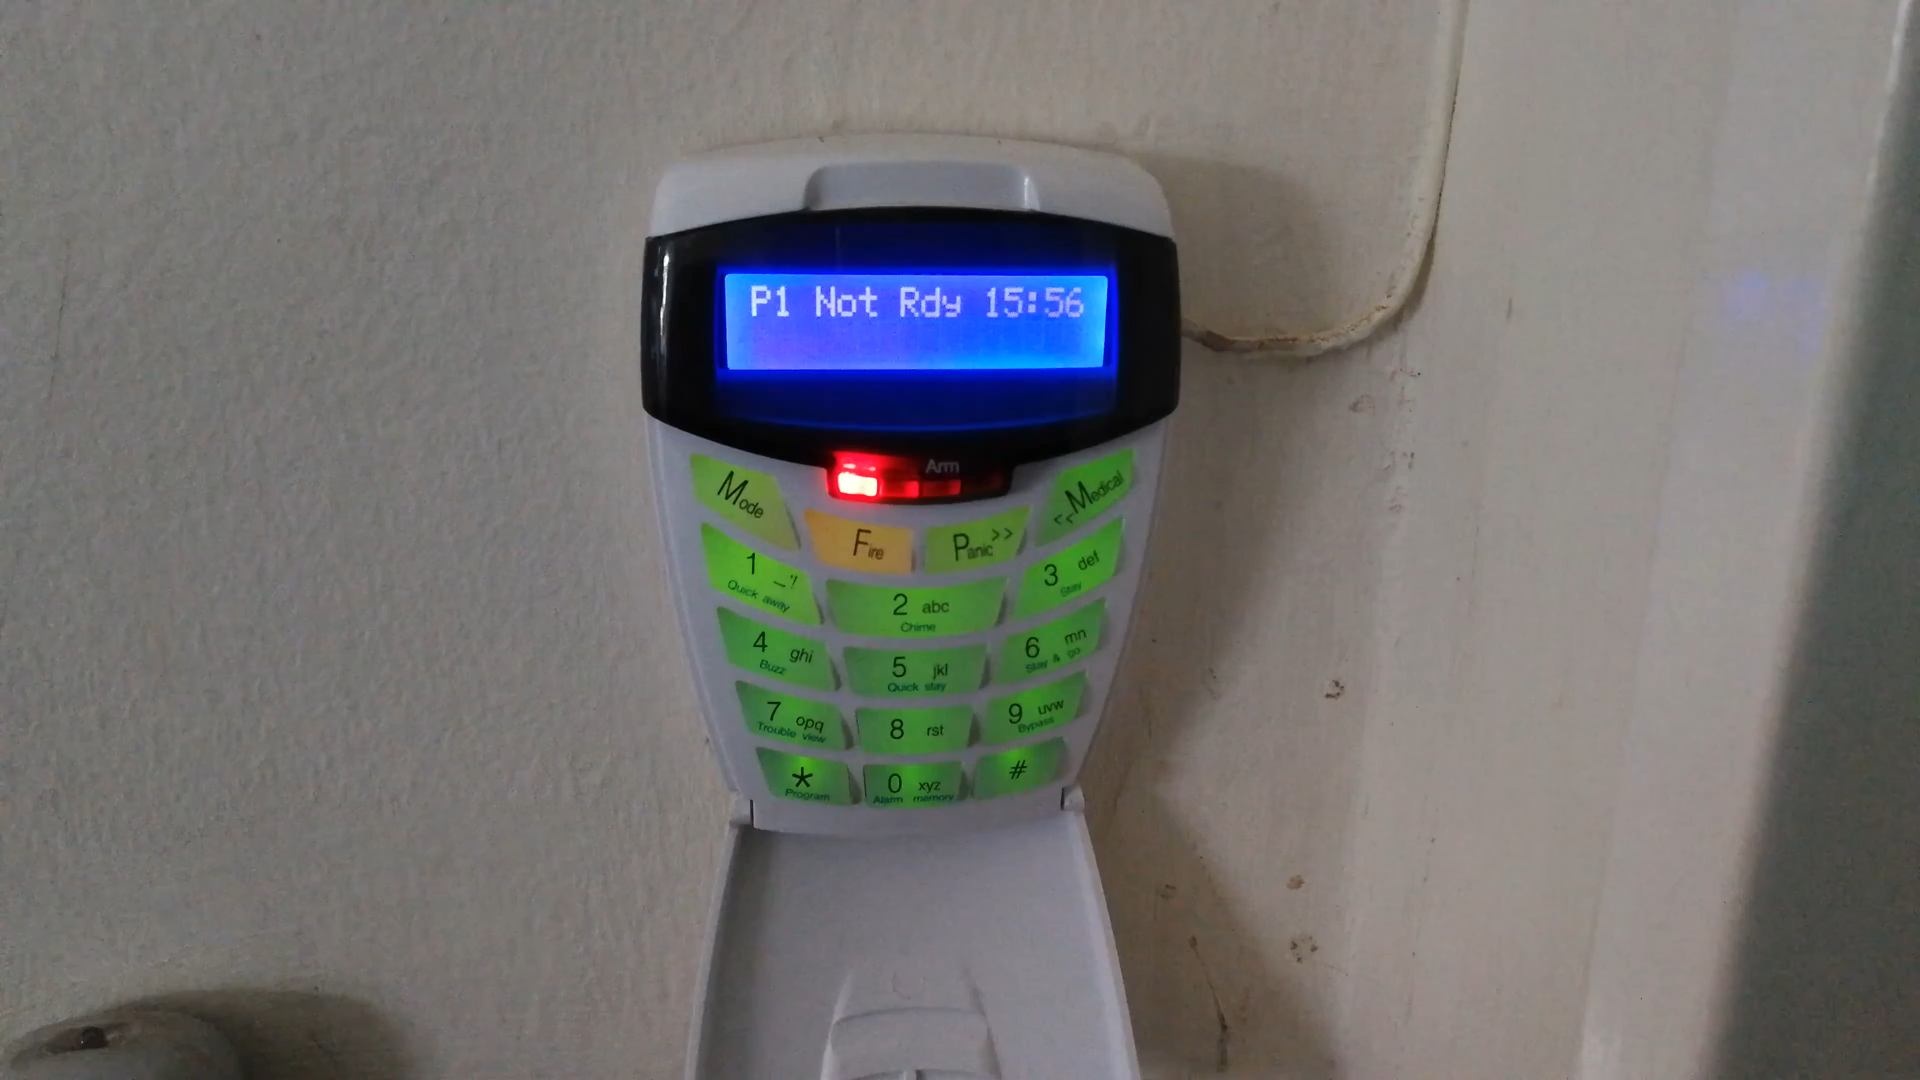 P1 Not Rdy 15:56
Arm
Mode
Fire
Panic >>
<<Medical
1 _,!
Quick away
2 abc
Chime
3 def
Stay
4 ghi
Buzz
5 jkl
Quick stay
6 mn
Stay & go
7 opq
Trouble view
8 rst
9 uvw
Bypass
*
Program
0 xyz
Alarm memory
#